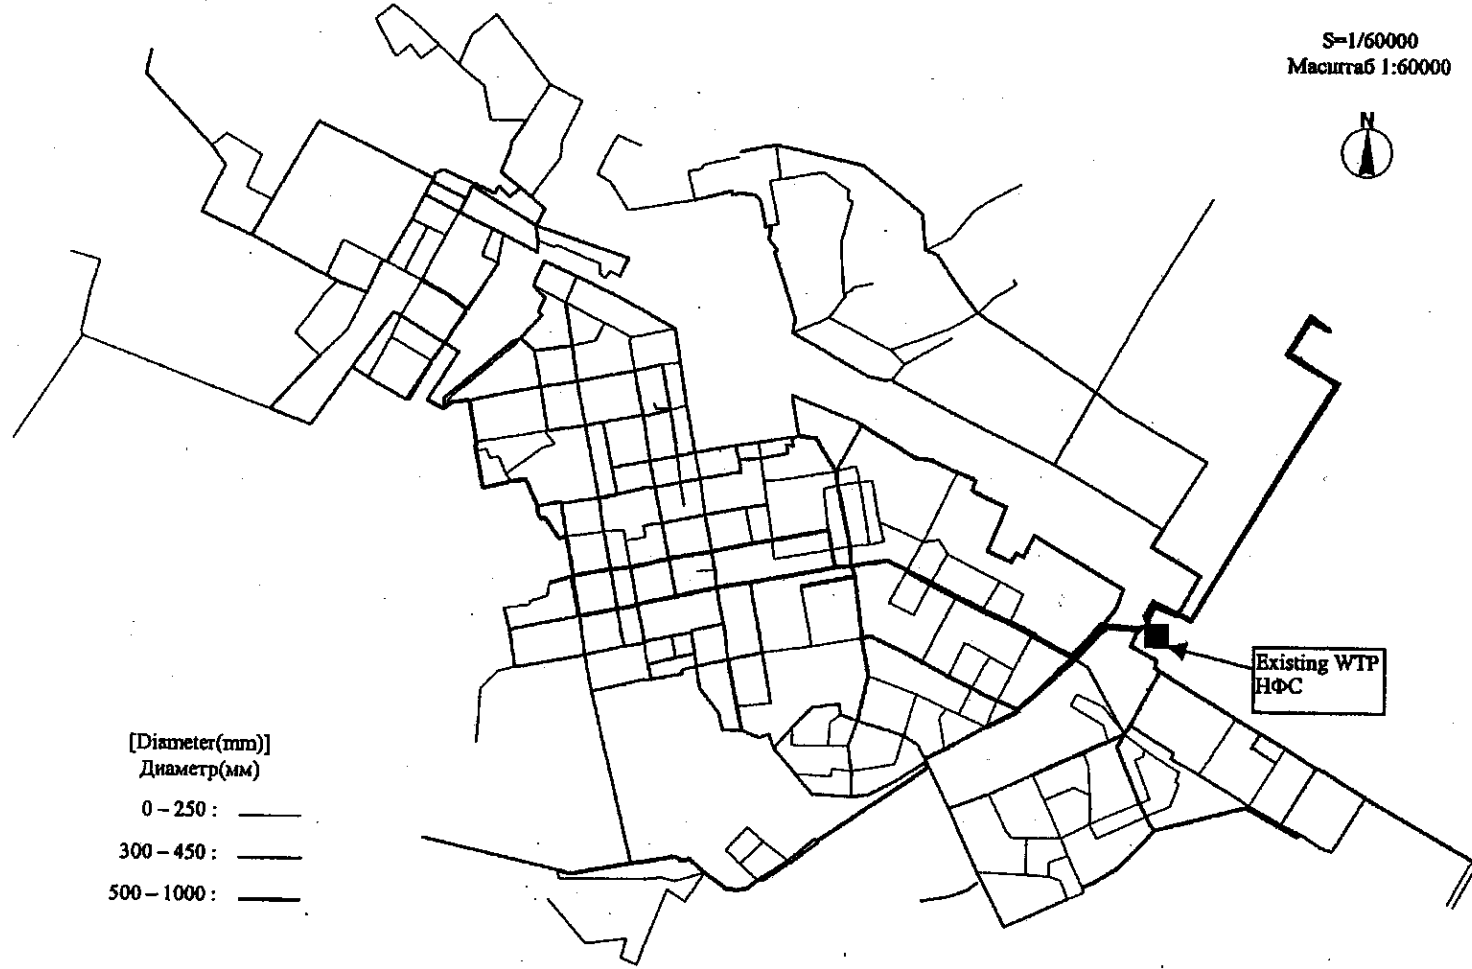 S=1/60000
Масштаб 1:60000
N
Existing WTP
НФС
[Diameter(mm)]
Диаметр(мм)
0 – 250 :
300 – 450 :
500 – 1000 :